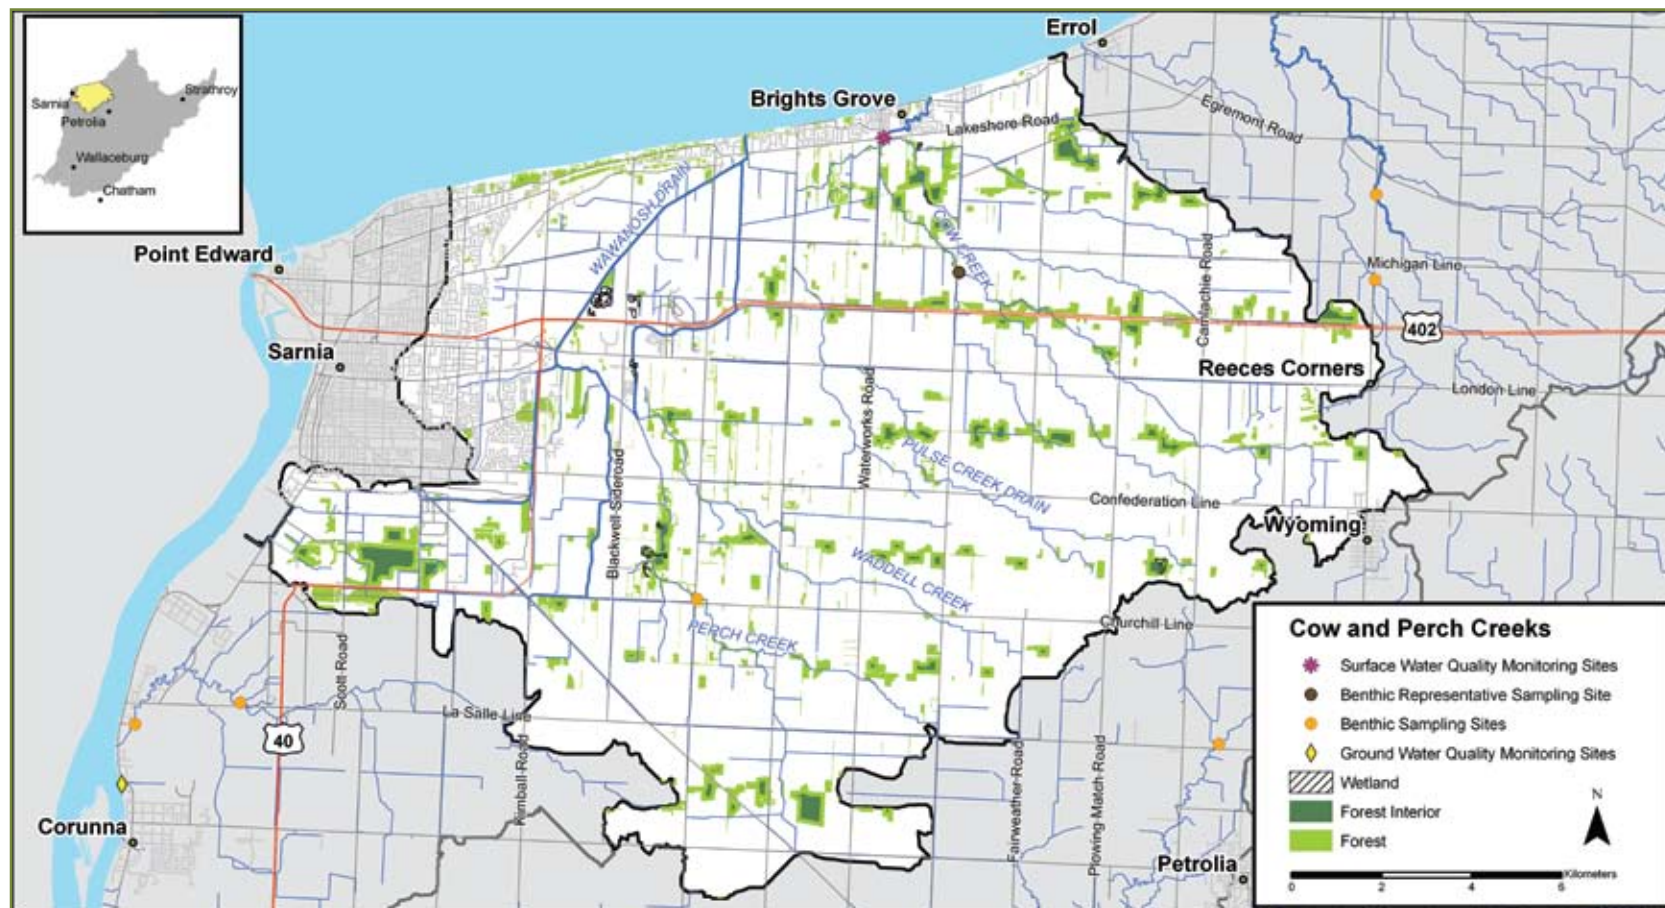 Errol
Strathroy
Sarnia
Petrolia
Wallaceburg
Chatham
Brights Grove
Lakeshore Road
Egremont Road
WAWANOSH DRAIN
COW CREEK
Point Edward
Michigan Line
Camlachie Road
402
Sarnia
Reeces Corners
London Line
Waterworks Road
PULSE CREEK DRAIN
Blackwell Sideroad
Confederation Line
Wyoming
WADDELL CREEK
PERCH CREEK
Churchill Line
Scott Road
La Salle Line
40
Kimball Road
Fairweather Road
Plowing Match Road
Corunna
Petrolia
Cow and Perch Creeks
Surface Water Quality Monitoring Sites
Benthic Representative Sampling Site
Benthic Sampling Sites
Ground Water Quality Monitoring Sites
Wetland
Forest Interior
Forest
N
Kilometers
0 2 4 6